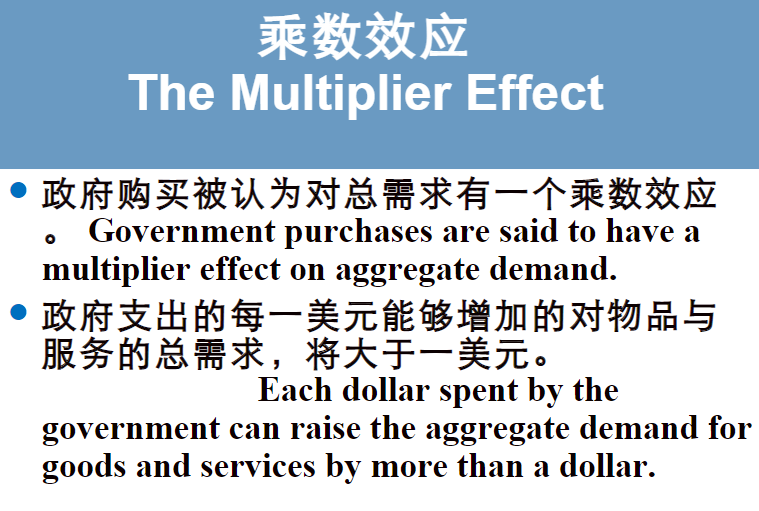 乘数效应
The Multiplier Effect
政府购买被认为对总需求有一个乘数效应
。 Government purchases are said to have a
multiplier effect on aggregate demand.
政府支出的每一美元能够增加的对物品与
服务的总需求，将大于一美元。
Each dollar spent by the
government can raise the aggregate demand for
goods and services by more than a dollar.